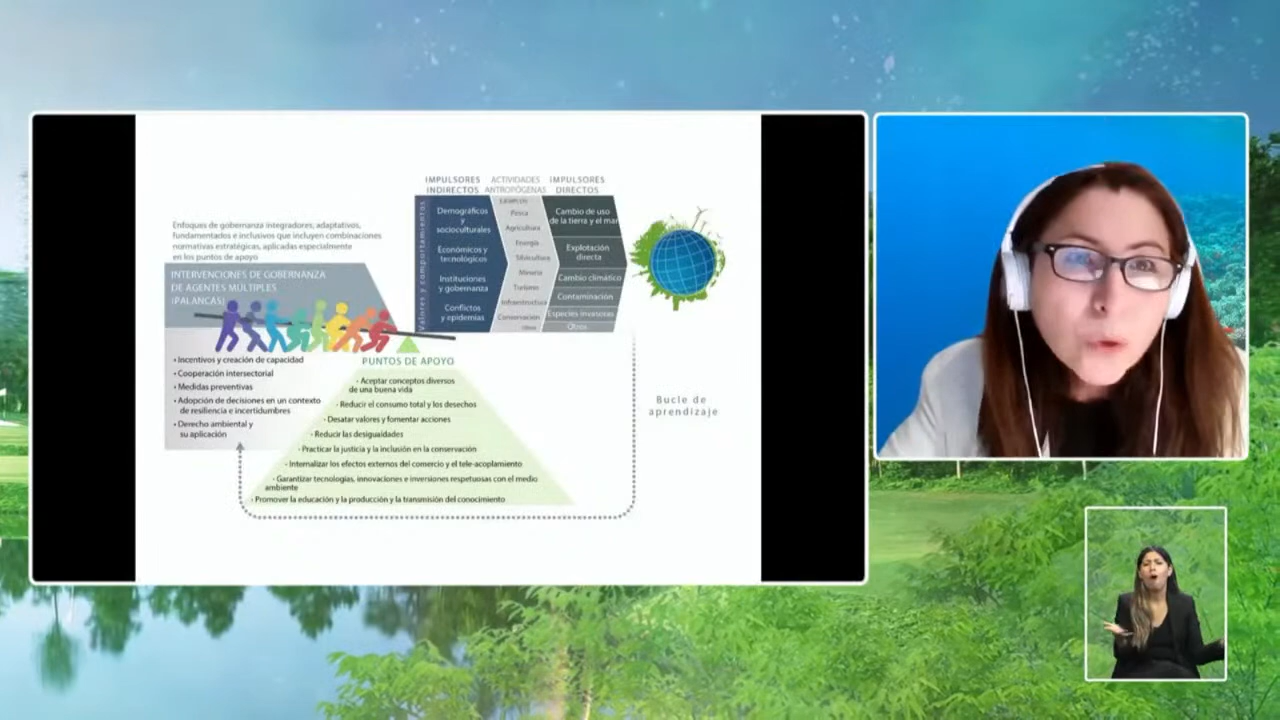 Enfoques de gobernanza integradores, adaptativos,
fundamentados e inclusivos que incluyen combinaciones
normativas estratégicas, aplicadas especialmente
en los puntos de apoyo
INTERVENCIONES DE GOBERNANZA
DE AGENTES MÚLTIPLES
(PALANCAS)
• Incentivos y creación de capacidad
• Cooperación intersectorial
• Medidas preventivas
• Adopción de decisiones en un contexto
de resiliencia e incertidumbres
• Derecho ambiental y
su aplicación
PUNTOS DE APOYO
• Aceptar conceptos diversos
de una buena vida
• Reducir el consumo total y los desechos
• Desatar valores y fomentar acciones
• Reducir las desigualdades
• Practicar la justicia y la inclusión en la conservación
• Internalizar los efectos externos del comercio y el tele-acoplamiento
• Garantizar tecnologías, innovaciones e inversiones respetuosas con el medio
ambiente
• Promover la educación y la producción y la transmisión del conocimiento
IMPULSORES
INDIRECTOS
Valores y comportamientos
Demográficos
y
socioculturales
Económicos y
tecnológicos
Instituciones
y gobernanza
Conflictos
y epidemias
ACTIVIDADES
ANTROPÓGENAS
EJEMPLOS
Pesca
Agricultura
Energía
Silvicultura
Minería
Turismo
Infraestructura
Conservación
Otros
IMPULSORES
DIRECTOS
Cambio de uso
de la tierra y el mar
Explotación
directa
Cambio climático
Contaminación
Especies invasoras
Otros
Bucle de
aprendizaje